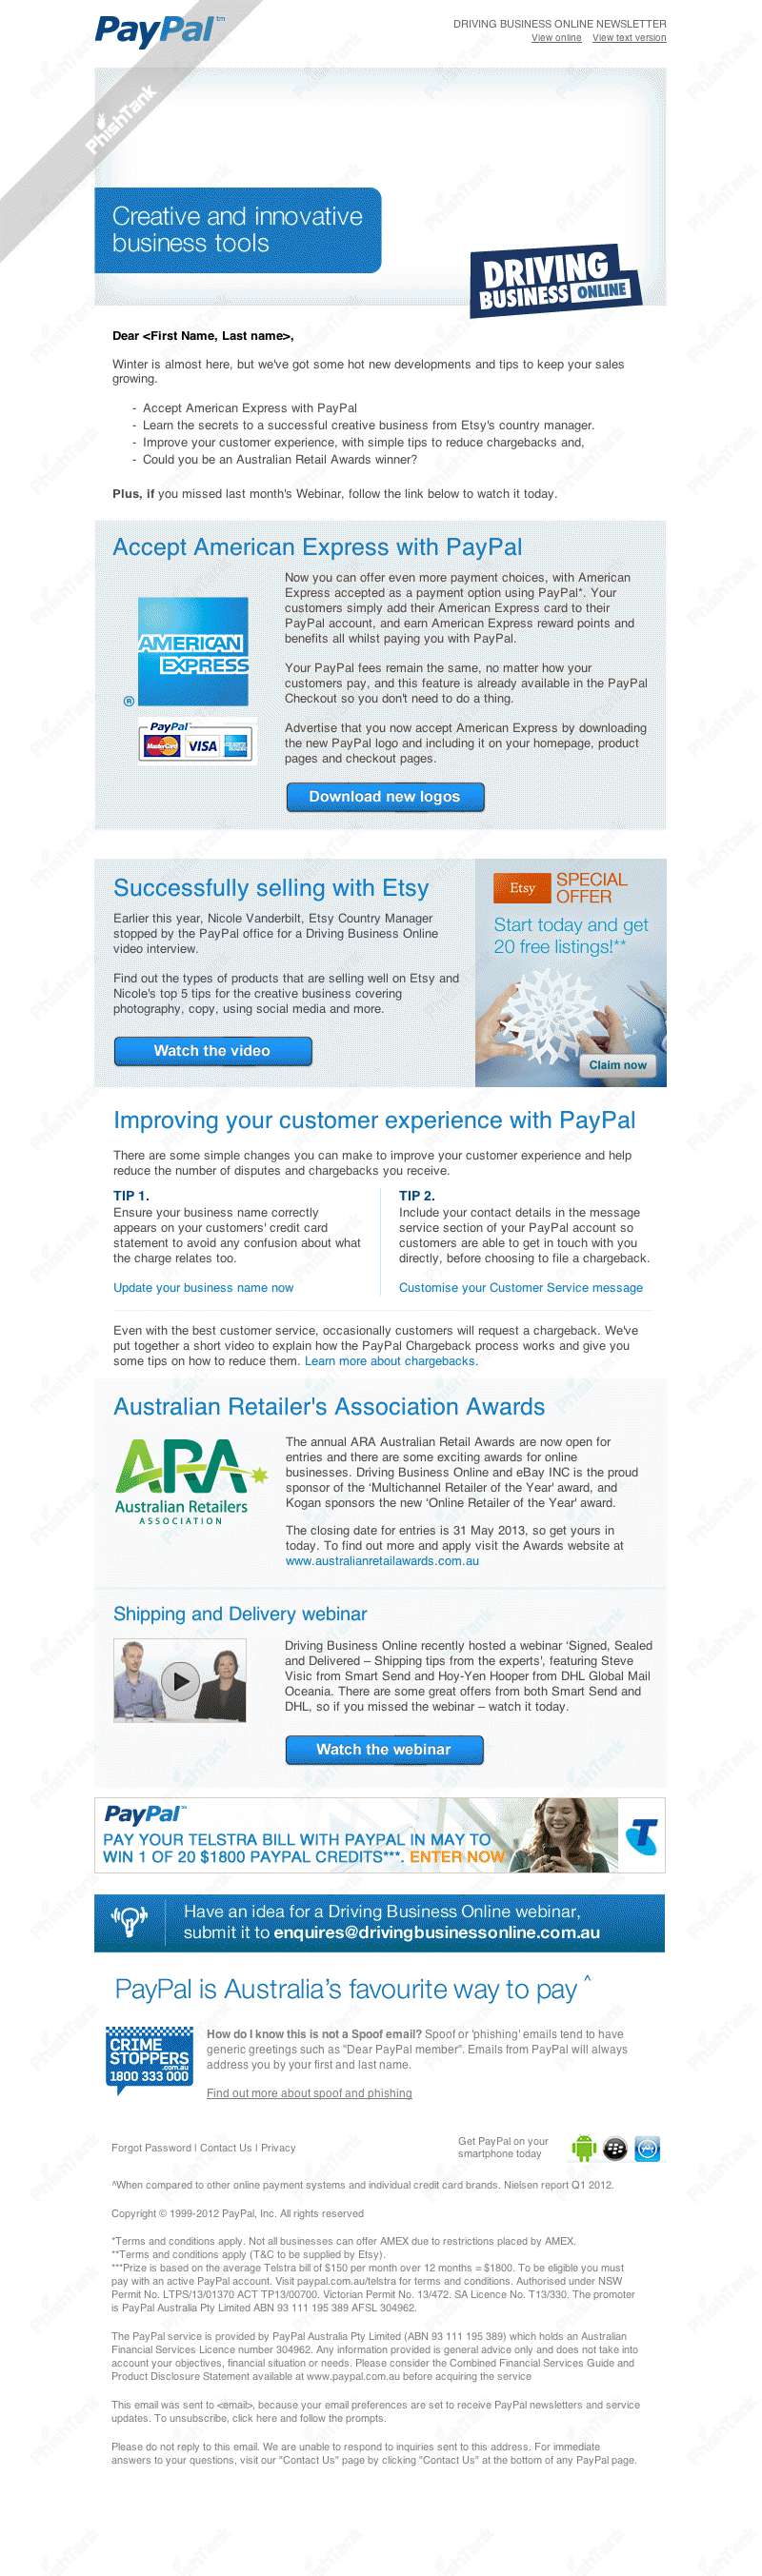 PayPal™
DRIVING BUSINESS ONLINE NEWSLETTER
View online View text version
PhishTank
Creative and innovative
business tools
DRIVING
BUSINESS ONLINE
Dear <First Name, Last name>,
Winter is almost here, but we've got some hot new developments and tips to keep your sales
growing.
- Accept American Express with PayPal
- Learn the secrets to a successful creative business from Etsy's country manager.
- Improve your customer experience, with simple tips to reduce chargebacks and,
- Could you be an Australian Retail Awards winner?
Plus, if you missed last month's Webinar, follow the link below to watch it today.
Accept American Express with PayPal
Now you can offer even more payment choices, with American
Express accepted as a payment option using PayPal*. Your
customers simply add their American Express card to their
PayPal account, and earn American Express reward points and
benefits all whilst paying you with PayPal.
AMERICAN
EXPRESS
®
PayPal
MasterCard VISA
Your PayPal fees remain the same, no matter how your
customers pay, and this feature is already available in the PayPal
Checkout so you don't need to do a thing.
Advertise that you now accept American Express by downloading
the new PayPal logo and including it on your homepage, product
pages and checkout pages.
Download new logos
Successfully selling with Etsy
Earlier this year, Nicole Vanderbilt, Etsy Country Manager
stopped by the PayPal office for a Driving Business Online
video interview.
Find out the types of products that are selling well on Etsy and
Nicole's top 5 tips for the creative business covering
photography, copy, using social media and more.
Watch the video
Etsy SPECIAL
OFFER
Start today and get
20 free listings!**
Claim now
Improving your customer experience with PayPal
There are some simple changes you can make to improve your customer experience and help
reduce the number of disputes and chargebacks you receive.
TIP 1.
Ensure your business name correctly
appears on your customers' credit card
statement to avoid any confusion about what
the charge relates too.
Update your business name now
TIP 2.
Include your contact details in the message
service section of your PayPal account so
customers are able to get in touch with you
directly, before choosing to file a chargeback.
Customise your Customer Service message
Even with the best customer service, occasionally customers will request a chargeback. We've
put together a short video to explain how the PayPal Chargeback process works and give you
some tips on how to reduce them. Learn more about chargebacks.
Australian Retailer's Association Awards
ARA
Australian Retailers
ASSOCIATION
The annual ARA Australian Retail Awards are now open for
entries and there are some exciting awards for online
businesses. Driving Business Online and eBay INC is the proud
sponsor of the 'Multichannel Retailer of the Year' award, and
Kogan sponsors the new 'Online Retailer of the Year' award.
The closing date for entries is 31 May 2013, so get yours in
today. To find out more and apply visit the Awards website at
www.australianretailawards.com.au
Shipping and Delivery webinar
Driving Business Online recently hosted a webinar 'Signed, Sealed
and Delivered – Shipping tips from the experts', featuring Steve
Visic from Smart Send and Hoy-Yen Hooper from DHL Global Mail
Oceania. There are some great offers from both Smart Send and
DHL, so if you missed the webinar – watch it today.
Watch the webinar
PayPal™
PAY YOUR TELSTRA BILL WITH PAYPAL IN MAY TO
WIN 1 OF 20 $1800 PAYPAL CREDITS***. ENTER NOW
T
Have an idea for a Driving Business Online webinar,
submit it to enquires@drivingbusinessonline.com.au
PayPal is Australia's favourite way to pay ^
CRIME
STOPPERS
.com.au
1800 333 000
How do I know this is not a Spoof email? Spoof or 'phishing' emails tend to have
generic greetings such as "Dear PayPal member". Emails from PayPal will always
address you by your first and last name.
Find out more about spoof and phishing
Forgot Password | Contact Us | Privacy
Get PayPal on your
smartphone today
^When compared to other online payment systems and individual credit card brands. Nielsen report Q1 2012.
Copyright © 1999-2012 PayPal, Inc. All rights reserved
*Terms and conditions apply. Not all businesses can offer AMEX due to restrictions placed by AMEX.
**Terms and conditions apply (T&C to be supplied by Etsy).
***Prize is based on the average Telstra bill of $150 per month over 12 months = $1800. To be eligible you must
pay with an active PayPal account. Visit paypal.com.au/telstra for terms and conditions. Authorised under NSW
Permit No. LTPS/13/01370 ACT TP13/00700. Victorian Permit No. 13/472. SA Licence No. T13/330. The promoter
is PayPal Australia Pty Limited ABN 93 111 195 389 AFSL 304962.
The PayPal service is provided by PayPal Australia Pty Limited (ABN 93 111 195 389) which holds an Australian
Financial Services Licence number 304962. Any information provided is general advice only and does not take into
account your objectives, financial situation or needs. Please consider the Combined Financial Services Guide and
Product Disclosure Statement available at www.paypal.com.au before acquiring the service
This email was sent to <email>, because your email preferences are set to receive PayPal newsletters and service
updates. To unsubscribe, click here and follow the prompts.
Please do not reply to this email. We are unable to respond to inquiries sent to this address. For immediate
answers to your questions, visit our "Contact Us" page by clicking "Contact Us" at the bottom of any PayPal page.